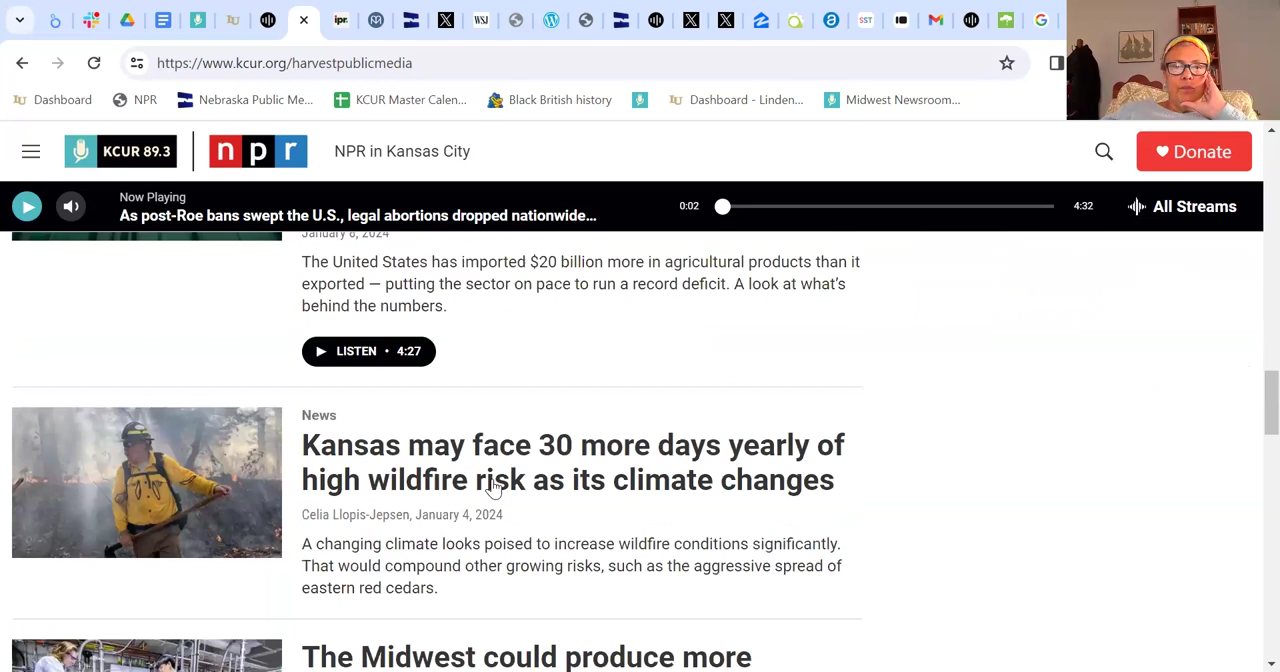 ipr.
WSJ
SST
https://www.kcur.org/harvestpublicmedia
Dashboard
NPR
Nebraska Public Me...
KCUR Master Calen...
Black British history
Dashboard - Linden...
Midwest Newsroom...
KCUR 89.3
n p r
NPR in Kansas City
Donate
Now Playing
As post-Roe bans swept the U.S., legal abortions dropped nationwide...
0:02
4:32
All Streams
January 8, 2024
The United States has imported $20 billion more in agricultural products than it
exported — putting the sector on pace to run a record deficit. A look at what's
behind the numbers.
LISTEN • 4:27
News
Kansas may face 30 more days yearly of
high wildfire risk as its climate changes
Celia Llopis-Jepsen, January 4, 2024
A changing climate looks poised to increase wildfire conditions significantly.
That would compound other growing risks, such as the aggressive spread of
eastern red cedars.
The Midwest could produce more